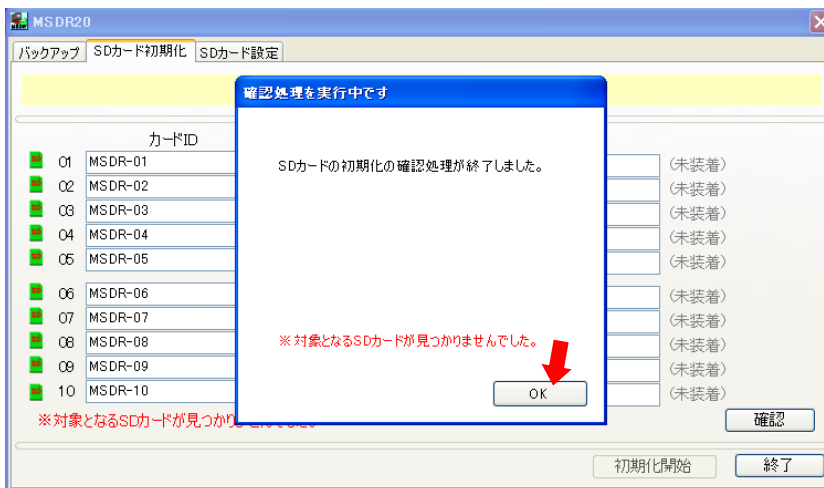 MSDR20
バックアップ SDカード初期化 SDカード設定
確認処理を実行中です
カードID
SDカードの初期化の確認処理が終了しました。
01 MSDR-01 (未装着)
02 MSDR-02 (未装着)
03 MSDR-03 (未装着)
04 MSDR-04 (未装着)
05 MSDR-05 (未装着)
06 MSDR-06 (未装着)
07 MSDR-07 (未装着)
08 MSDR-08 (未装着)
09 MSDR-09 (未装着)
10 MSDR-10 (未装着)
※対象となるSDカードが見つかりませんでした。
OK
※対象となるSDカードが見つかりませんでした。
確認
初期化開始 終了